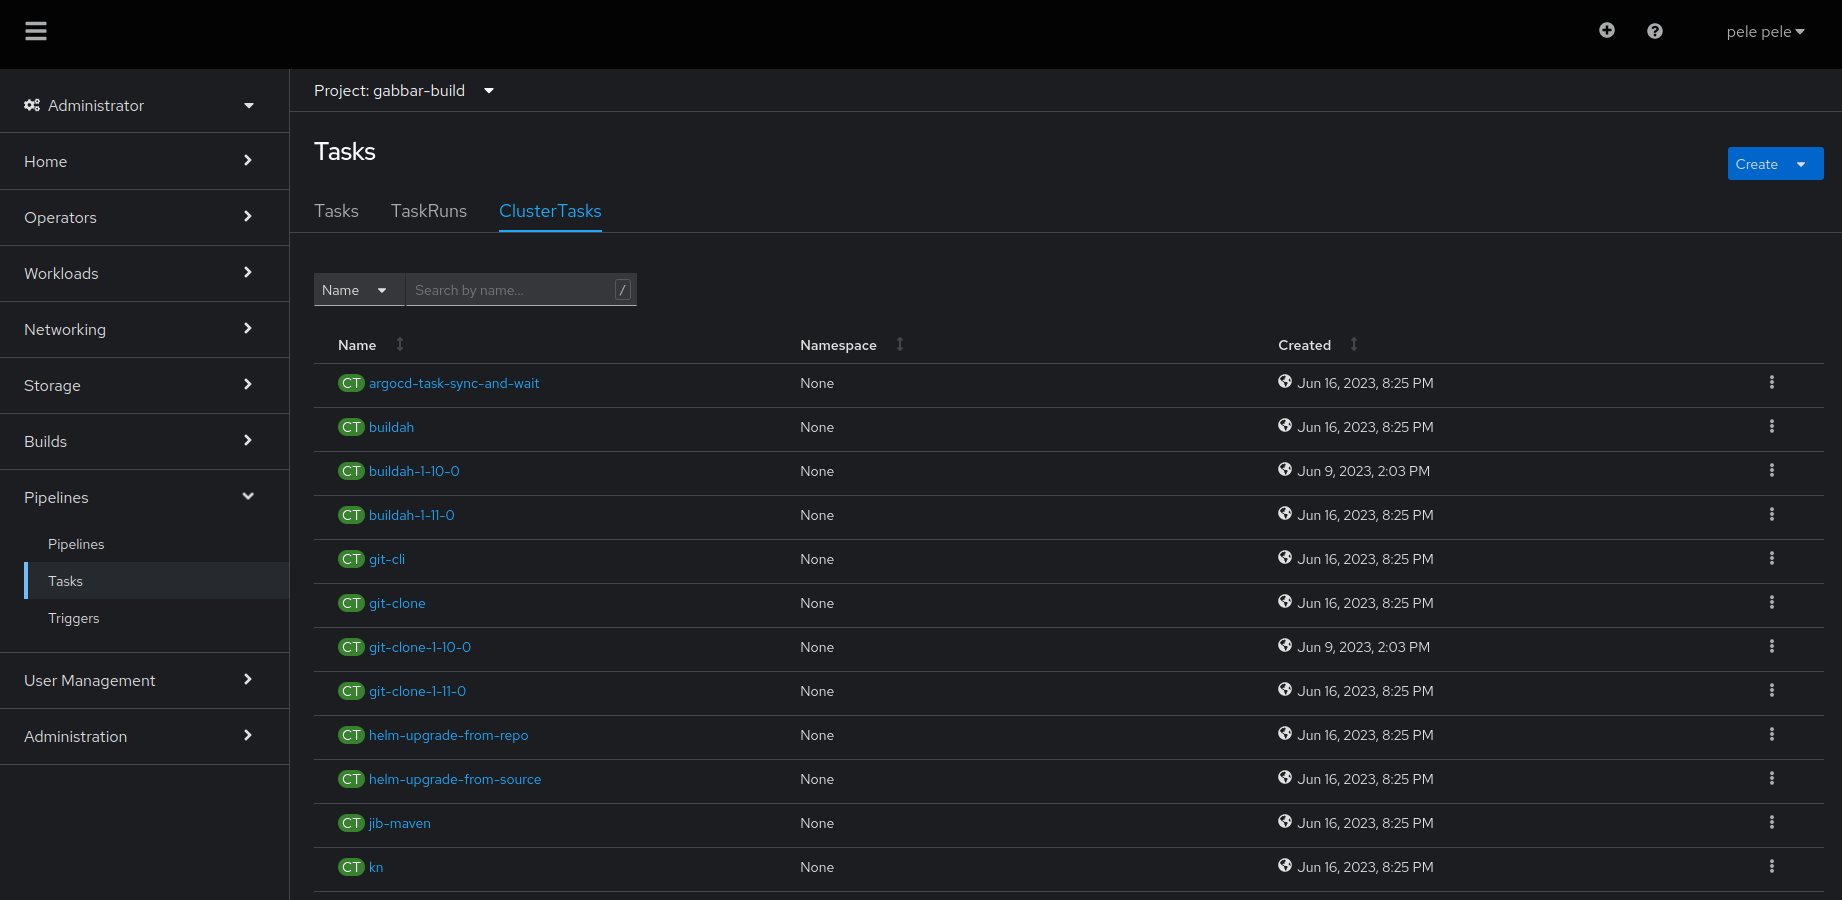 pele pele
Administrator
Home
Operators
Workloads
Networking
Storage
Builds
Pipelines
Pipelines
Tasks
Triggers
User Management
Administration
Project: gabbar-build
Tasks
Create
Tasks TaskRuns ClusterTasks
Name Search by name... /
Name Namespace Created
CT argocd-task-sync-and-wait None Jun 16, 2023, 8:25 PM
CT buildah None Jun 16, 2023, 8:25 PM
CT buildah-1-10-0 None Jun 9, 2023, 2:03 PM
CT buildah-1-11-0 None Jun 16, 2023, 8:25 PM
CT git-cli None Jun 16, 2023, 8:25 PM
CT git-clone None Jun 16, 2023, 8:25 PM
CT git-clone-1-10-0 None Jun 9, 2023, 2:03 PM
CT git-clone-1-11-0 None Jun 16, 2023, 8:25 PM
CT helm-upgrade-from-repo None Jun 16, 2023, 8:25 PM
CT helm-upgrade-from-source None Jun 16, 2023, 8:25 PM
CT jib-maven None Jun 16, 2023, 8:25 PM
CT kn None Jun 16, 2023, 8:25 PM